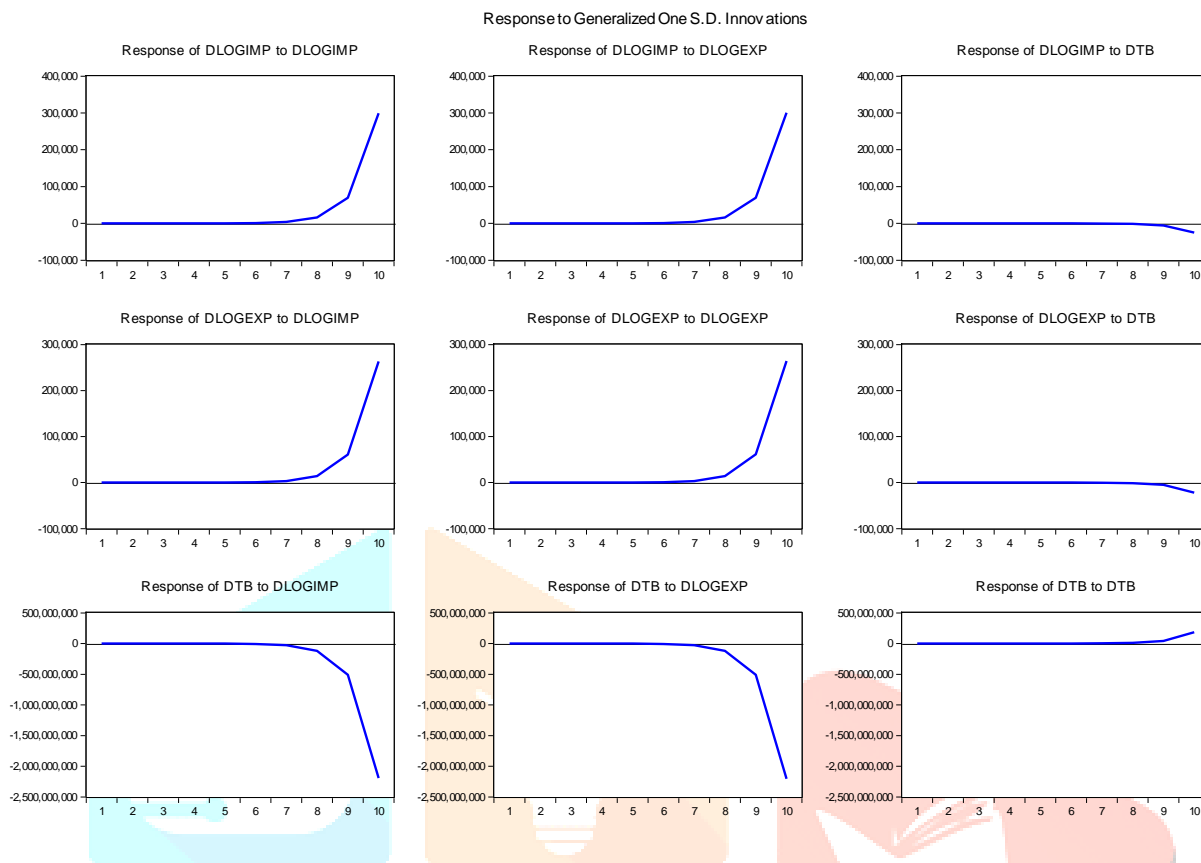 Response to Generalized One S.D. Innovations
Response of DLOGIMP to DLOGIMP
400,000
300,000
200,000
100,000
0
-100,000
1 2 3 4 5 6 7 8 9 10
Response of DLOGIMP to DLOGEXP
400,000
300,000
200,000
100,000
0
-100,000
1 2 3 4 5 6 7 8 9 10
Response of DLOGIMP to DTB
400,000
300,000
200,000
100,000
0
-100,000
1 2 3 4 5 6 7 8 9 10
Response of DLOGEXP to DLOGIMP
300,000
200,000
100,000
0
-100,000
1 2 3 4 5 6 7 8 9 10
Response of DLOGEXP to DLOGEXP
300,000
200,000
100,000
0
-100,000
1 2 3 4 5 6 7 8 9 10
Response of DLOGEXP to DTB
300,000
200,000
100,000
0
-100,000
1 2 3 4 5 6 7 8 9 10
Response of DTB to DLOGIMP
500,000,000
0
-500,000,000
-1,000,000,000
-1,500,000,000
-2,000,000,000
-2,500,000,000
1 2 3 4 5 6 7 8 9 10
Response of DTB to DLOGEXP
500,000,000
0
-500,000,000
-1,000,000,000
-1,500,000,000
-2,000,000,000
-2,500,000,000
1 2 3 4 5 6 7 8 9 10
Response of DTB to DTB
500,000,000
0
-500,000,000
-1,000,000,000
-1,500,000,000
-2,000,000,000
-2,500,000,000
1 2 3 4 5 6 7 8 9 10